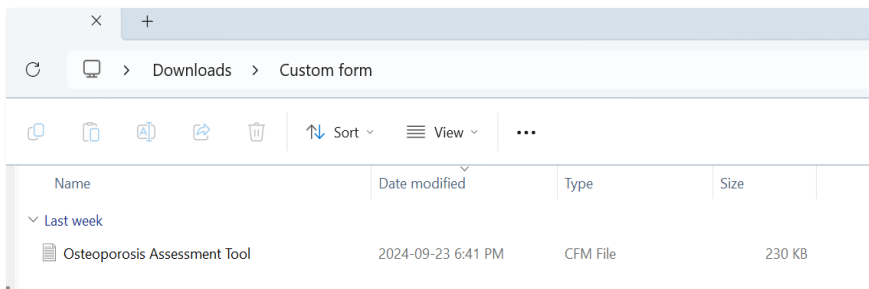 Downloads > Custom form
Sort View
Name Date modified Type Size
Last week
Osteoporosis Assessment Tool 2024-09-23 6:41 PM CFM File 230 KB